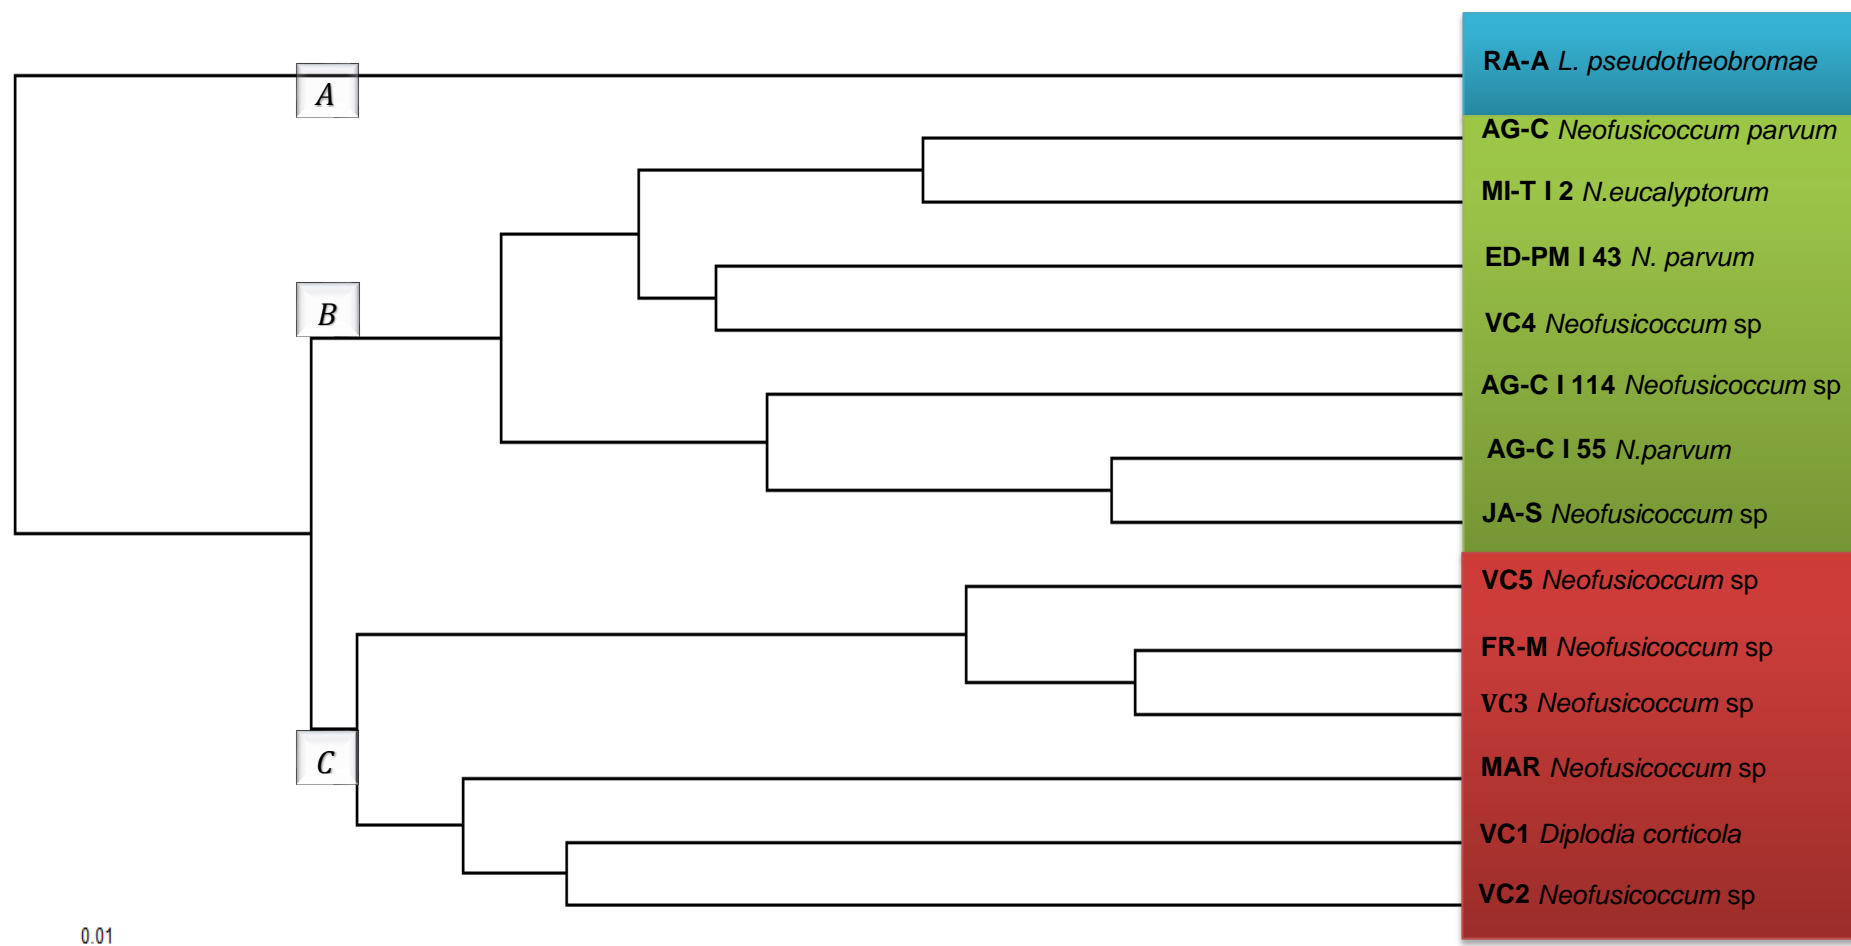 RA-A L. pseudotheobromae
A
AG-C Neofusicoccum parvum
MI-T I 2 N.eucalyptorum
ED-PM I 43 N. parvum
B
VC4 Neofusicoccum sp
AG-C I 114 Neofusicoccum sp
AG-C I 55 N.parvum
JA-S Neofusicoccum sp
VC5 Neofusicoccum sp
FR-M Neofusicoccum sp
VC3 Neofusicoccum sp
C
MAR Neofusicoccum sp
VC1 Diplodia corticola
VC2 Neofusicoccum sp
0.01